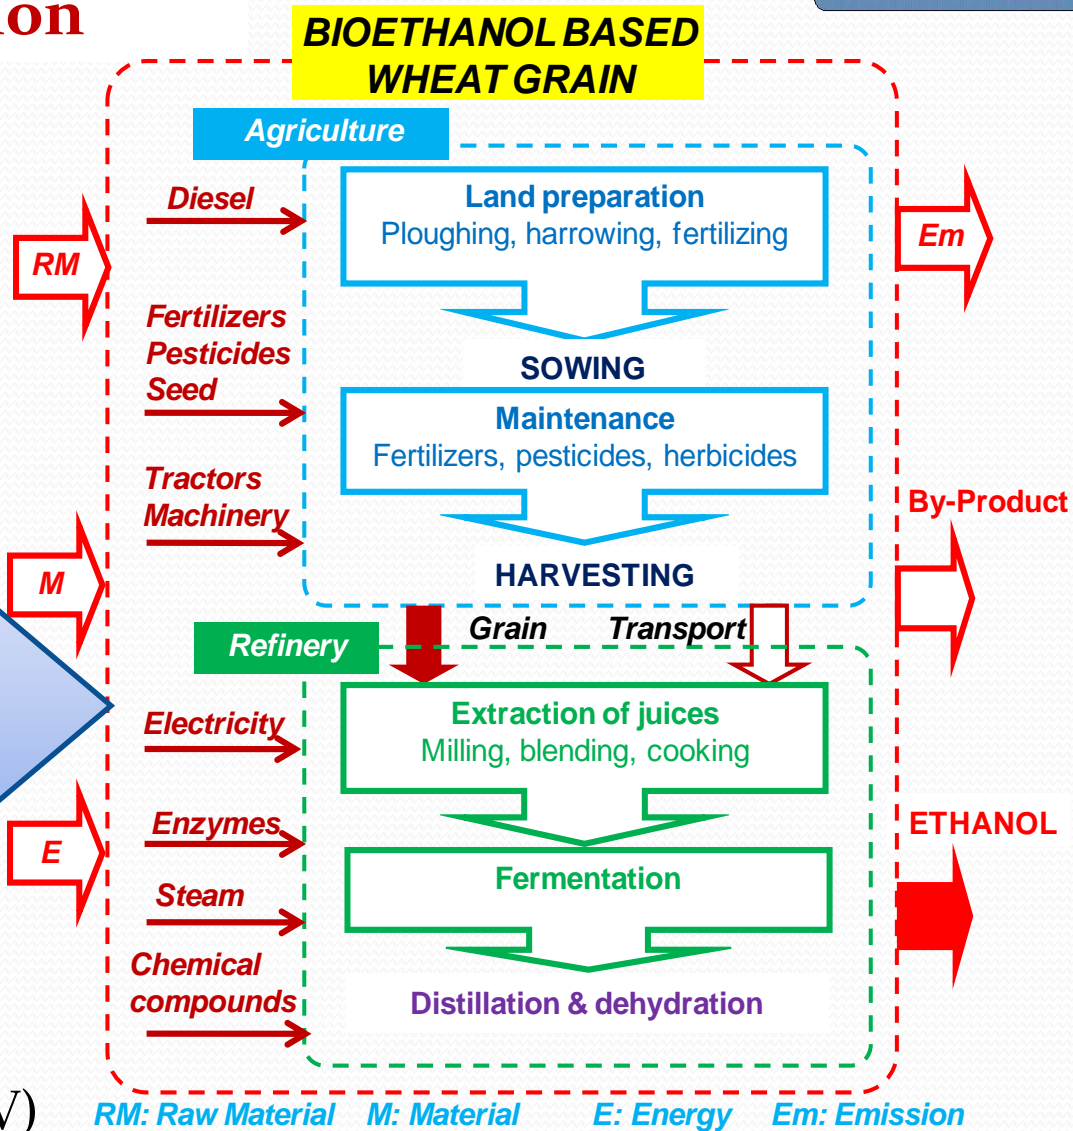 BIOETHANOL BASED
WHEAT GRAIN
Agriculture
Diesel
Land preparation
Ploughing, harrowing, fertilizing
RM
Em
Fertilizers
Pesticides
Seed
SOWING
Maintenance
Fertilizers, pesticides, herbicides
Tractors
Machinery
By-Product
M
HARVESTING
Grain
Transport
Refinery
Extraction of juices
Milling, blending, cooking
Electricity
Enzymes
E
ETHANOL
Fermentation
Steam
Chemical
compounds
Distillation & dehydration
RM: Raw Material M: Material E: Energy Em: Emission